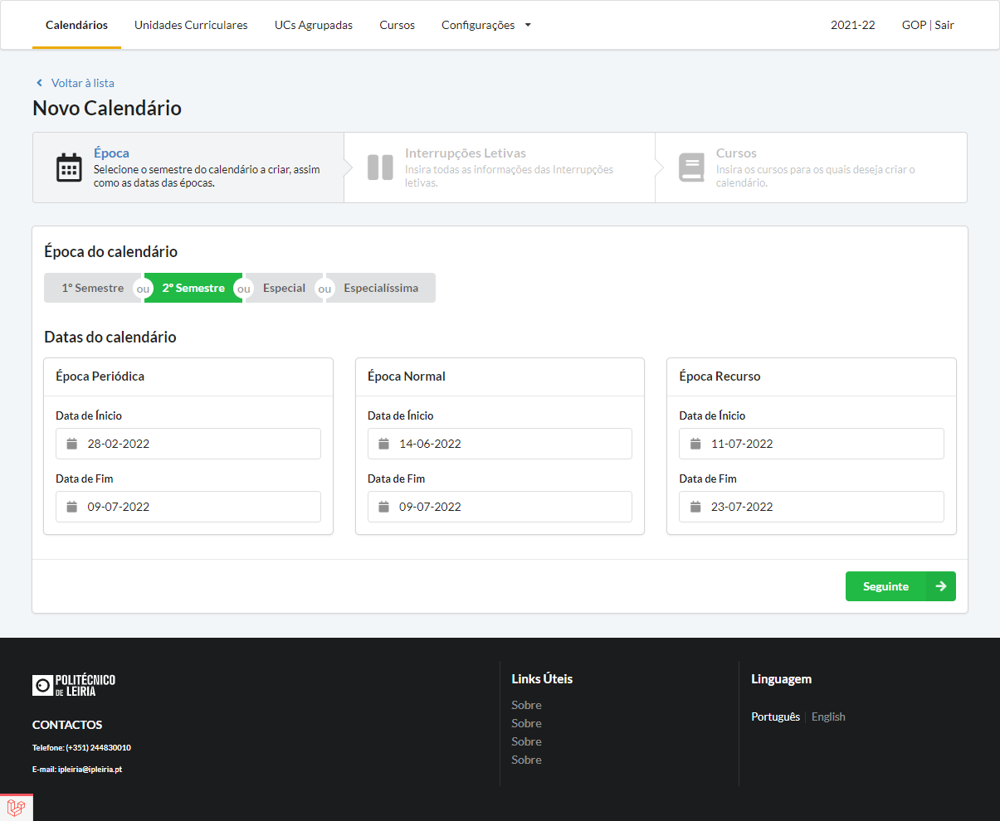 Calendários Unidades Curriculares UCs Agrupadas Cursos Configurações 2021-22 GOP | Sair
Voltar à lista
Novo Calendário
Época
Selecione o semestre do calendário a criar, assim
como as datas das épocas.
Interrupções Letivas
Insira todas as informações das Interrupções
letivas.
Cursos
Insira os cursos para os quais deseja criar o
calendário.
Época do calendário
1º Semestre ou 2º Semestre ou Especial ou Especialíssima
Datas do calendário
Época Periódica
Data de Ínicio
28-02-2022
Data de Fim
09-07-2022
Época Normal
Data de Ínicio
14-06-2022
Data de Fim
09-07-2022
Época Recurso
Data de Ínicio
11-07-2022
Data de Fim
23-07-2022
Seguinte
POLITÉCNICO
DE LEIRIA
CONTACTOS
Telefone: (+351) 244830010
E-mail: ipleiria@ipleiria.pt
Links Úteis
Sobre
Sobre
Sobre
Sobre
Linguagem
Português English